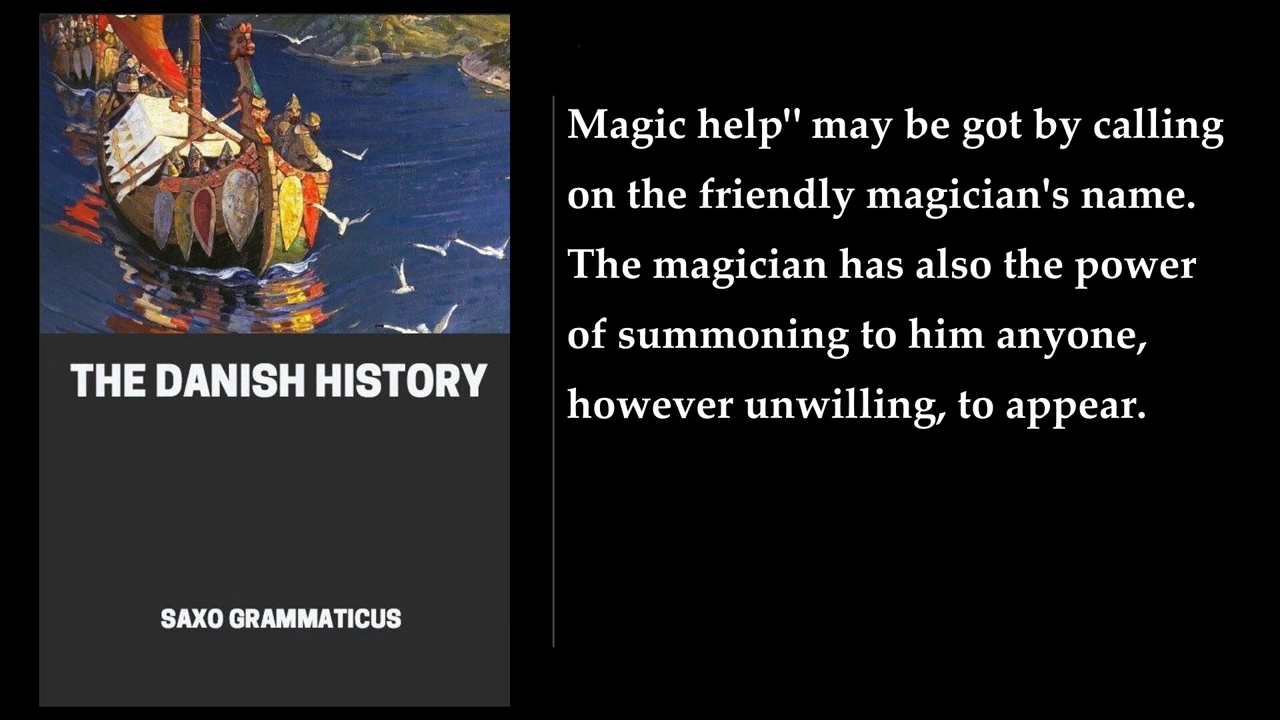 THE DANISH HISTORY
SAXO GRAMMATICUS
Magic help" may be got by calling
on the friendly magician's name.
The magician has also the power
of summoning to him anyone,
however unwilling, to appear.